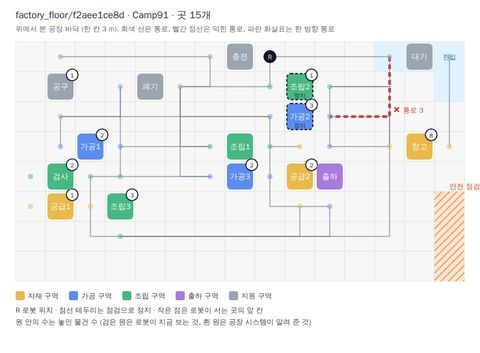 factory_floor/f2aee1ce8d · Camp91 · 곳 15개
위에서 본 공장 바닥 (한 칸 3 m). 회색 선은 통로, 빨간 점선은 막힌 통로, 파란 화살표는 한 방향 통로
충전
R
대기
진입
공구
1
폐기
조립2
1
정지
가공2
3
정지
✕ 통로 3
가공1
2
조립1
2
창고
8
검사
2
가공3
2
공급2
2
출하
안전 점검
공급1
1
조립3
3
자재 구역
가공 구역
조립 구역
출하 구역
지원 구역
R 로봇 위치 · 점선 테두리는 점검으로 정지 · 작은 점은 로봇이 서는 곳의 앞 칸
원 안의 수는 놓인 물건 수 (검은 원은 로봇이 지금 보는 것, 흰 원은 공장 시스템이 알려 준 것)